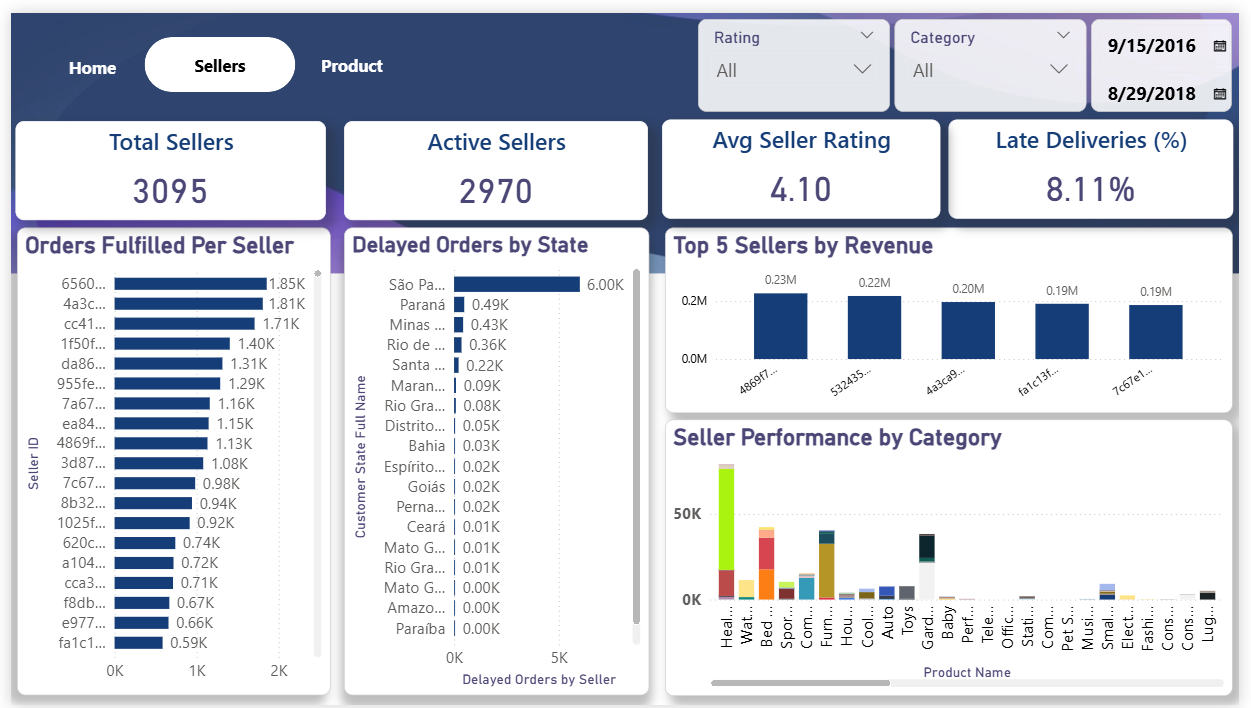 Home
Sellers
Product
Rating
All
Category
All
9/15/2016
8/29/2018
Total Sellers
3095
Active Sellers
2970
Avg Seller Rating
4.10
Late Deliveries (%)
8.11%
Orders Fulfilled Per Seller
Seller ID
6560... 1.85K
4a3c... 1.81K
cc41... 1.71K
1f50f... 1.40K
da86... 1.31K
955fe... 1.29K
7a67... 1.16K
ea84... 1.15K
4869f... 1.13K
3d87... 1.08K
7c67... 0.98K
8b32... 0.94K
1025f... 0.92K
620c... 0.74K
a104... 0.72K
cca3... 0.71K
f8db... 0.67K
e977... 0.66K
fa1c1... 0.59K
0K 1K 2K
Delayed Orders by State
Customer State Full Name
São Pa... 6.00K
Paraná 0.49K
Minas ... 0.43K
Rio de ... 0.36K
Santa ... 0.22K
Maran... 0.09K
Rio Gra... 0.08K
Distrito... 0.05K
Bahia 0.03K
Espírito... 0.02K
Goiás 0.02K
Perna... 0.02K
Ceará 0.01K
Mato G... 0.01K
Rio Gra... 0.01K
Mato G... 0.00K
Amazo... 0.00K
Paraíba 0.00K
0K 5K
Delayed Orders by Seller
Top 5 Sellers by Revenue
0.2M
0.0M
0.23M 0.22M 0.20M 0.19M 0.19M
4869f7... 532435... 4a3ca9... fa1c13f... 7c67e1...
Seller Performance by Category
50K
0K
Heal... Wat... Bed... Spor... Com... Furn... Hou... Cool... Auto Toys Gard... Baby Perf... Tele... Offic... Stati... Com... Pet S... Musi... Smal... Elect... Fashi... Cons... Cons... Lug...
Product Name